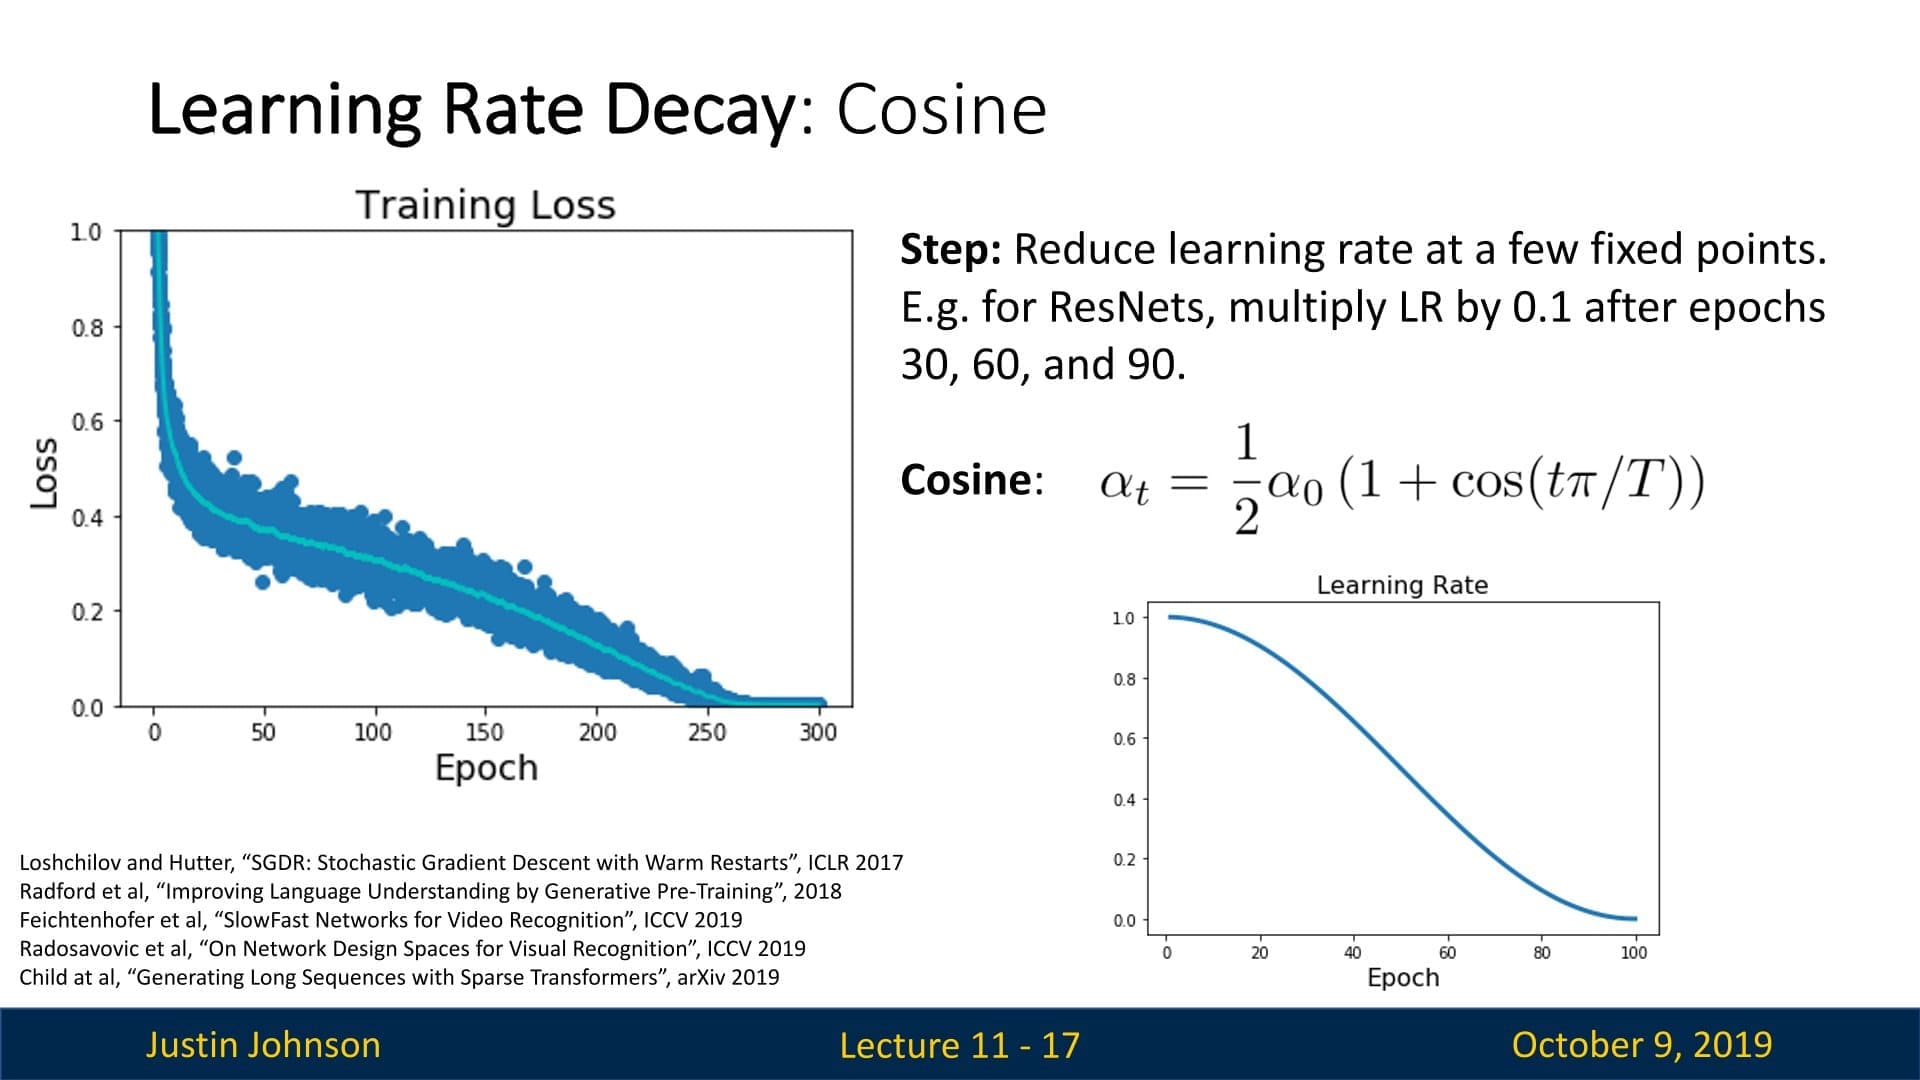 Learning Rate Decay: Cosine
Training Loss
1.0
0.8
0.6
0.4
0.2
0.0
Loss
0 50 100 150 200 250 300
Epoch
Step: Reduce learning rate at a few fixed points.
E.g. for ResNets, multiply LR by 0.1 after epochs
30, 60, and 90.
Cosine: αₜ = 1/2 α₀ (1 + cos(tπ/T))
Learning Rate
1.0
0.8
0.6
0.4
0.2
0.0
0 20 40 60 80 100
Epoch
Loshchilov and Hutter, “SGDR: Stochastic Gradient Descent with Warm Restarts”, ICLR 2017
Radford et al, “Improving Language Understanding by Generative Pre-Training”, 2018
Feichtenhofer et al, “SlowFast Networks for Video Recognition”, ICCV 2019
Radosavovic et al, “On Network Design Spaces for Visual Recognition”, ICCV 2019
Child at al, “Generating Long Sequences with Sparse Transformers”, arXiv 2019
Justin Johnson
Lecture 11 - 17
October 9, 2019